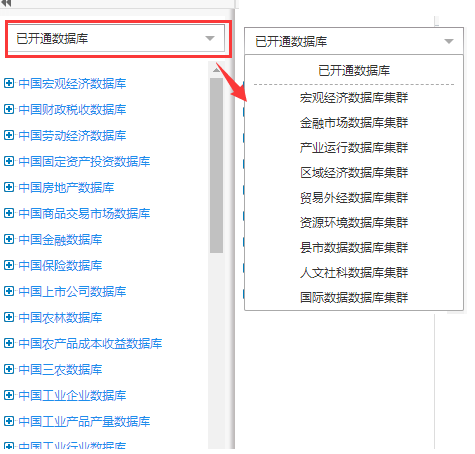 已开通数据库
中国宏观经济数据库
中国财政税收数据库
中国劳动经济数据库
中国固定资产投资数据库
中国房地产数据库
中国商品交易市场数据库
中国金融数据库
中国保险数据库
中国上市公司数据库
中国农林数据库
中国农产品成本收益数据库
中国三农数据库
中国工业企业数据库
中国工业产品产量数据库
中国工业行业数据库
已开通数据库
已开通数据库
宏观经济数据库集群
金融市场数据库集群
产业运行数据库集群
区域经济数据库集群
贸易外经数据库集群
资源环境数据库集群
县市数据数据库集群
人文社科数据库集群
国际数据数据库集群